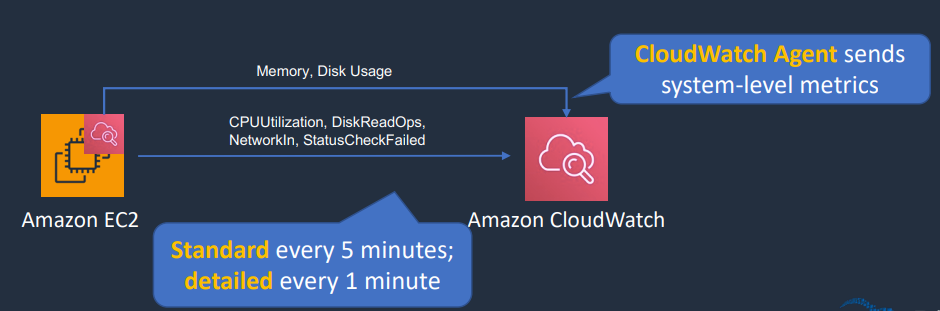 CloudWatch Agent sends
system-level metrics
Memory, Disk Usage
CPUUtilization, DiskReadOps,
NetworkIn, StatusCheckFailed
Amazon EC2
Amazon CloudWatch
Standard every 5 minutes;
detailed every 1 minute